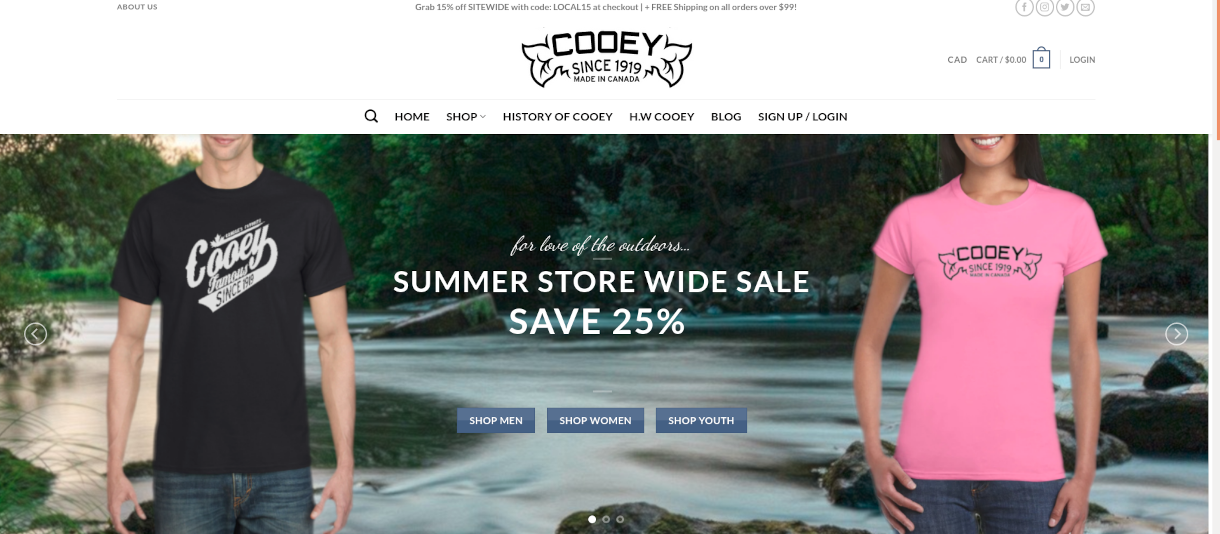 ABOUT US
Grab 15% off SITEWIDE with code: LOCAL15 at checkout | + FREE Shipping on all orders over $99!
COOEY
SINCE 1919
MADE IN CANADA
CAD CART / $0.00 0 LOGIN
HOME SHOP HISTORY OF COOEY H.W COOEY BLOG SIGN UP / LOGIN
Cooey
Famous
SINCE 1919
for love of the outdoors...
SUMMER STORE WIDE SALE
SAVE 25%
SHOP MEN SHOP WOMEN SHOP YOUTH
COOEY
SINCE 1919
MADE IN CANADA